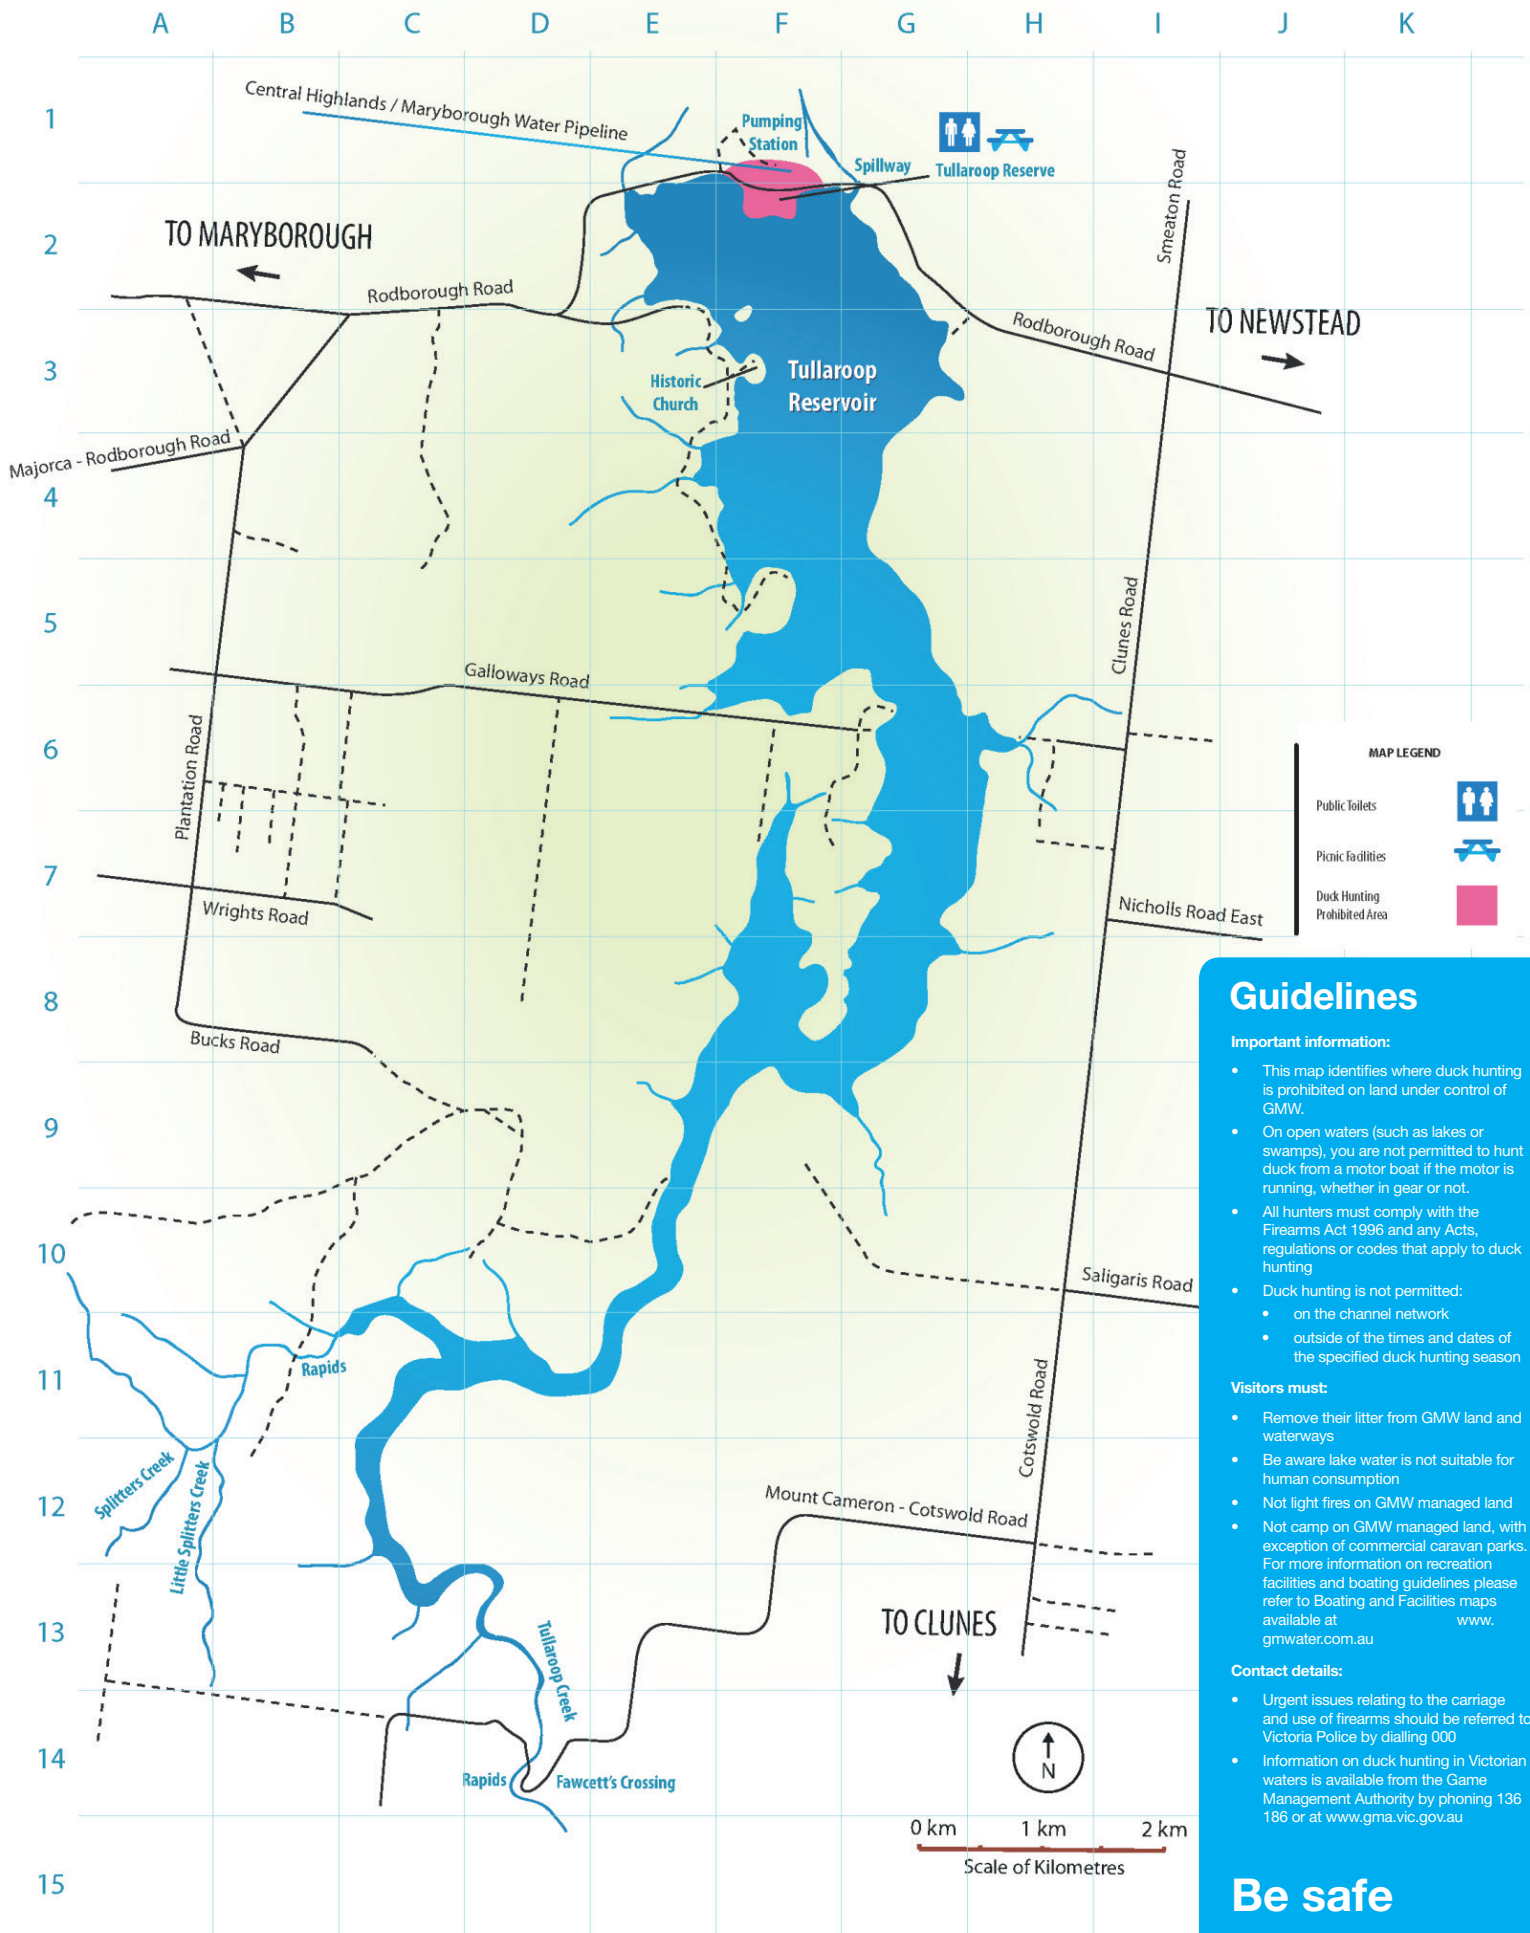 A B C D E F G H I J K
1
2
3
4
5
6
7
8
9
10
11
12
13
14
15
Central Highlands / Maryborough Water Pipeline
Pumping
Station
Spillway
Tullaroop Reserve
TO MARYBOROUGH
Rodborough Road
Smeaton Road
TO NEWSTEAD
Rodborough Road
Historic
Church
Tullaroop
Reservoir
Majorca - Rodborough Road
Clunes Road
Galloways Road
Plantation Road
Wrights Road
Nicholls Road East
Bucks Road
Saligaris Road
Rapids
Cotswold Road
Splitters Creek
Little Splitters Creek
Mount Cameron - Cotswold Road
Tullaroop Creek
TO CLUNES
Rapids
Fawcett's Crossing
N
0 km 1 km 2 km
Scale of Kilometres
MAP LEGEND
Public Toilets
Picnic Facilities
Duck Hunting
Prohibited Area
Guidelines
Important information:
• This map identifies where duck hunting
is prohibited on land under control of
GMW.
• On open waters (such as lakes or
swamps), you are not permitted to hunt
duck from a motor boat if the motor is
running, whether in gear or not.
• All hunters must comply with the
Firearms Act 1996 and any Acts,
regulations or codes that apply to duck
hunting
• Duck hunting is not permitted:
• on the channel network
• outside of the times and dates of
the specified duck hunting season
Visitors must:
• Remove their litter from GMW land and
waterways
• Be aware lake water is not suitable for
human consumption
• Not light fires on GMW managed land
• Not camp on GMW managed land, with
exception of commercial caravan parks.
For more information on recreation
facilities and boating guidelines please
refer to Boating and Facilities maps
available at www.
gmwater.com.au
Contact details:
• Urgent issues relating to the carriage
and use of firearms should be referred to
Victoria Police by dialling 000
• Information on duck hunting in Victorian
waters is available from the Game
Management Authority by phoning 136
186 or at www.gma.vic.gov.au
Be safe